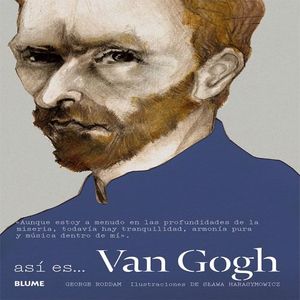 «Aunque estoy a menudo en las profundidades de la
miseria, todavía hay tranquilidad, armonía pura
y música dentro de mí».
así es... Van Gogh
BLUME GEORGE RODDAM Ilustraciones DE SŁAWA HARASYMOWICZ